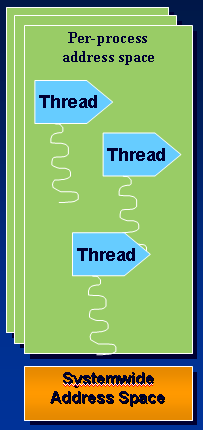 Per-process
address space
Thread
Thread
Thread
Systemwide
Address Space